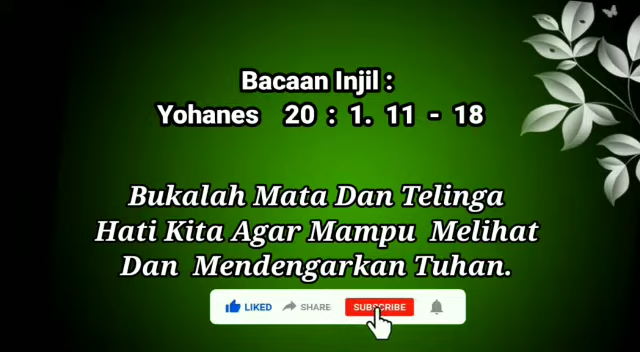 Bacaan Injil :
Yohanes 20 : 1. 11 - 18
Bukalah Mata Dan Telinga
Hati Kita Agar Mampu Melihat
Dan Mendengarkan Tuhan.
LIKED SHARE SUBSCRIBE